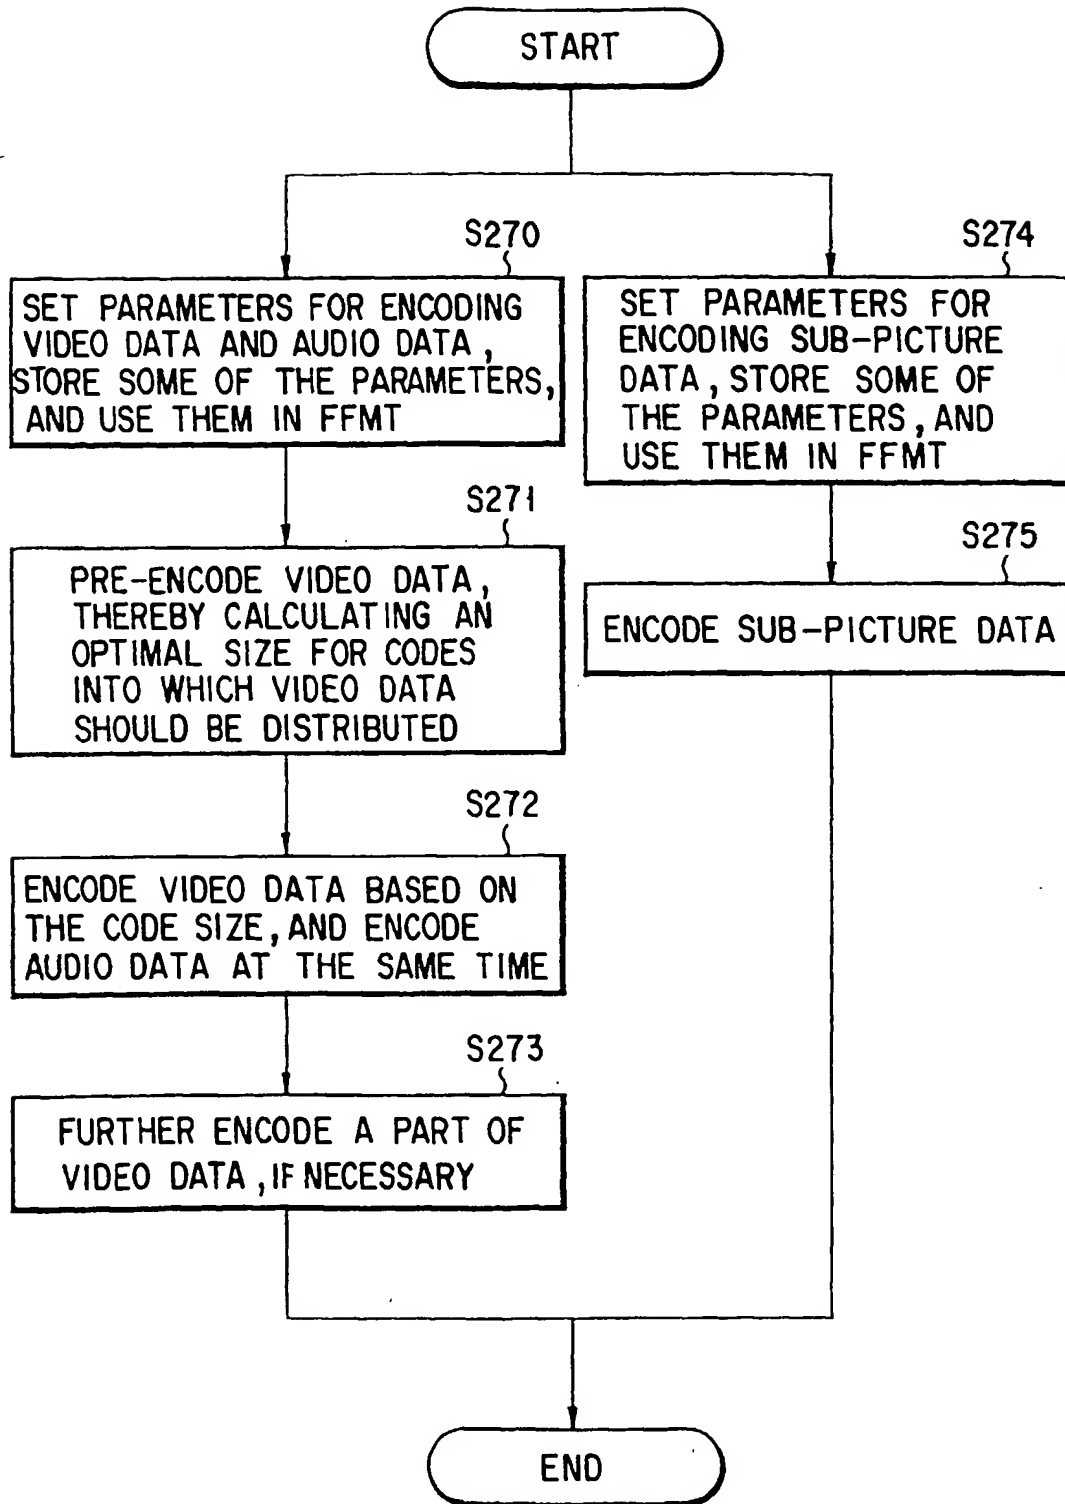 START
S270
SET PARAMETERS FOR ENCODING
VIDEO DATA AND AUDIO DATA,
STORE SOME OF THE PARAMETERS,
AND USE THEM IN FFMT
S271
PRE-ENCODE VIDEO DATA,
THEREBY CALCULATING AN
OPTIMAL SIZE FOR CODES
INTO WHICH VIDEO DATA
SHOULD BE DISTRIBUTED
S272
ENCODE VIDEO DATA BASED ON
THE CODE SIZE, AND ENCODE
AUDIO DATA AT THE SAME TIME
S273
FURTHER ENCODE A PART OF
VIDEO DATA, IF NECESSARY
S274
SET PARAMETERS FOR
ENCODING SUB-PICTURE
DATA, STORE SOME OF
THE PARAMETERS, AND
USE THEM IN FFMT
S275
ENCODE SUB-PICTURE DATA
END